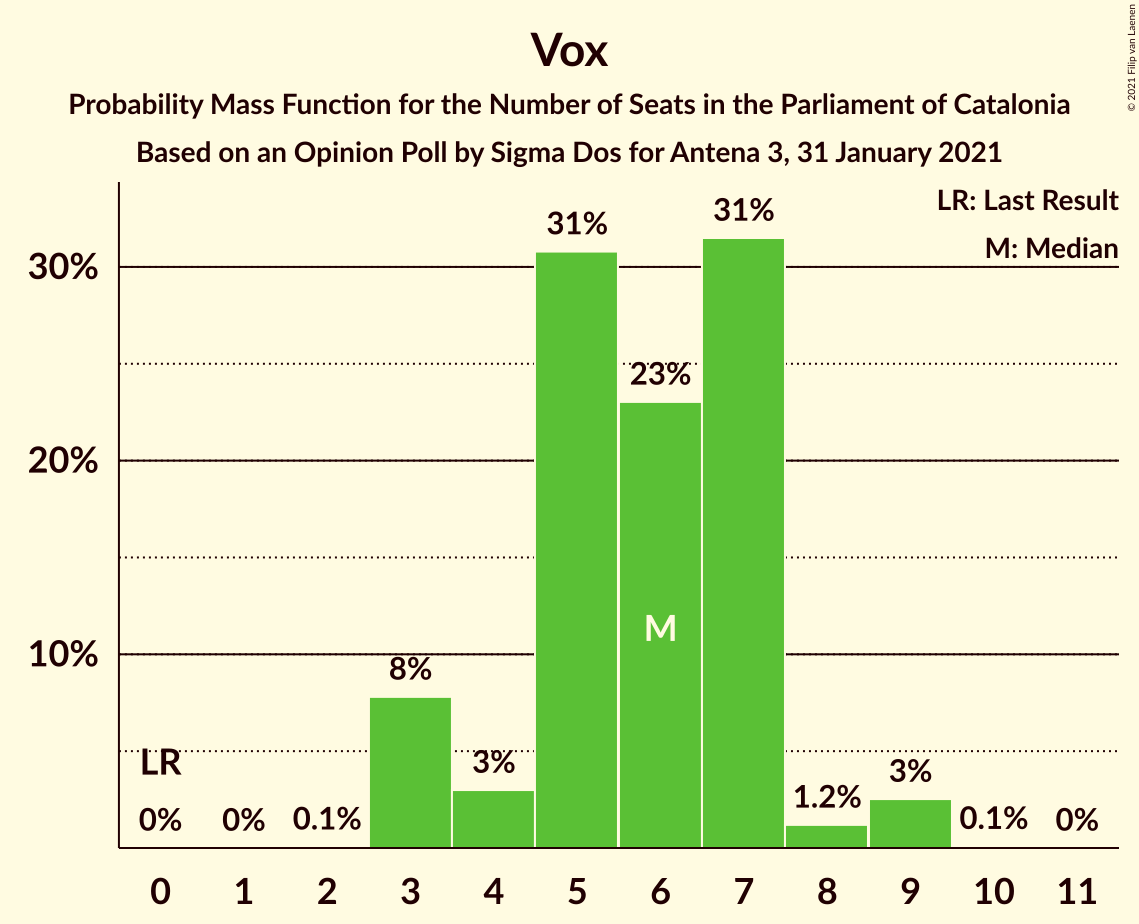 Vox
Probability Mass Function for the Number of Seats in the Parliament of Catalonia
Based on an Opinion Poll by Sigma Dos for Antena 3, 31 January 2021
© 2021 Filip van Laenen
LR: Last Result
M: Median
30%
20%
10%
LR
0%
0%
0.1%
8%
3%
31%
23%
M
31%
1.2%
3%
0.1%
0%
0 1 2 3 4 5 6 7 8 9 10 11